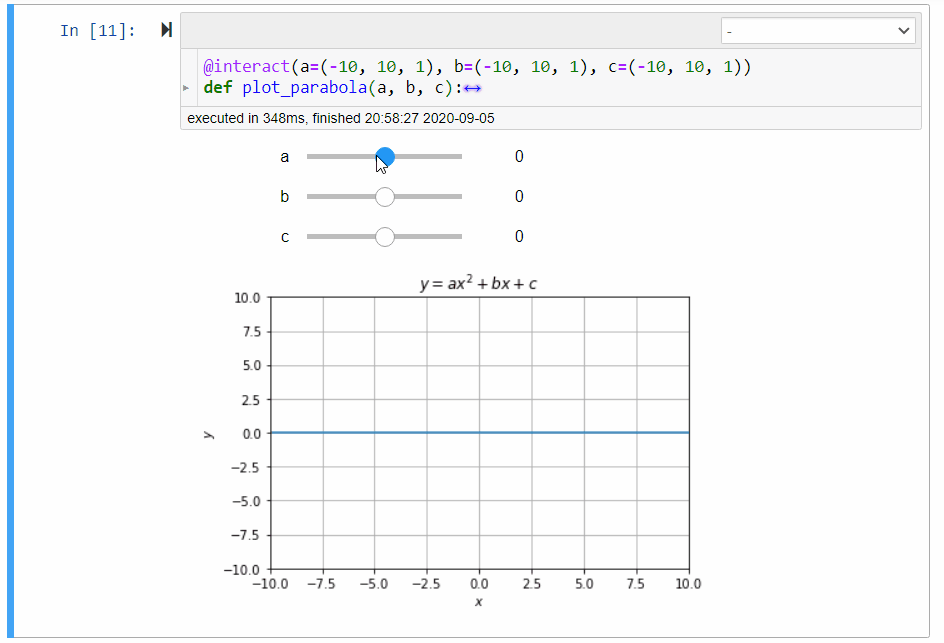 In [11]:
-
@interact(a=(-10, 10, 1), b=(-10, 10, 1), c=(-10, 10, 1))
def plot_parabola(a, b, c):↔
executed in 348ms, finished 20:58:27 2020-09-05
a 0
b 0
c 0
y = ax² + bx + c
10.0
7.5
5.0
2.5
0.0
−2.5
−5.0
−7.5
−10.0
y
−10.0 −7.5 −5.0 −2.5 0.0 2.5 5.0 7.5 10.0
x